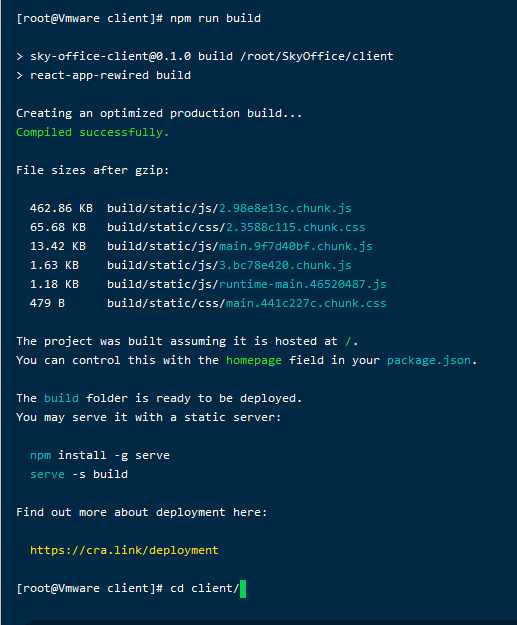 [root@Vmware client]# npm run build
> sky-office-client@0.1.0 build /root/SkyOffice/client
> react-app-rewired build
Creating an optimized production build...
Compiled successfully.
File sizes after gzip:
462.86 KB  build/static/js/2.98e8e13c.chunk.js
65.68 KB   build/static/css/2.3588c115.chunk.css
13.42 KB   build/static/js/main.9f7d40bf.chunk.js
1.63 KB    build/static/js/3.bc78e420.chunk.js
1.18 KB    build/static/js/runtime-main.46520487.js
479 B      build/static/css/main.441c227c.chunk.css
The project was built assuming it is hosted at /.
You can control this with the homepage field in your package.json.
The build folder is ready to be deployed.
You may serve it with a static server:
npm install -g serve
serve -s build
Find out more about deployment here:
https://cra.link/deployment
[root@Vmware client]# cd client/